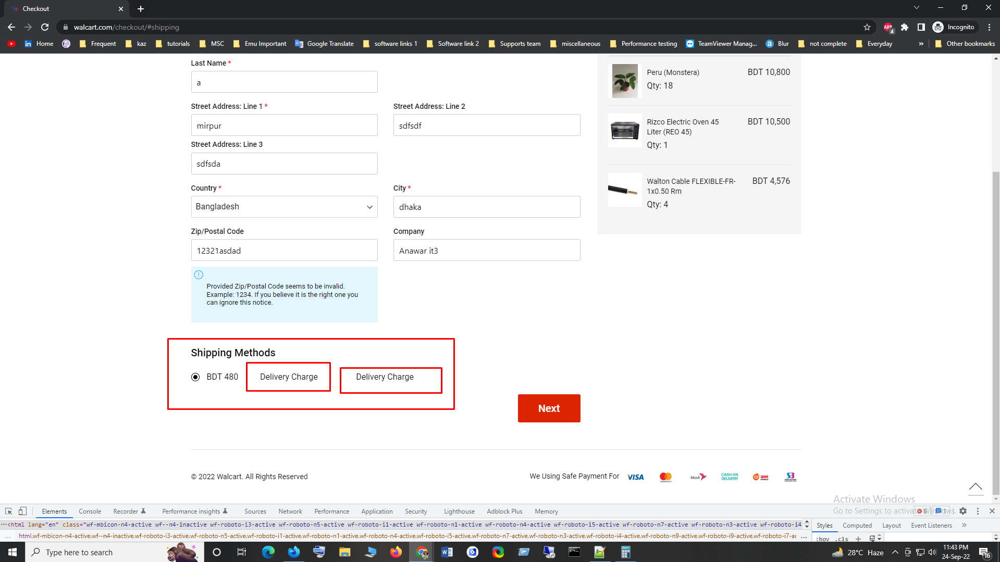 Checkout
walcart.com/checkout/#shipping
ABP
4
Incognito
Home
Frequent
kaz
tutorials
MSC
Emu Important
Google Translate
software links 1
Software link 2
Supports team
miscellaneous
Performance testing
TeamViewer Manag...
Blur
not complete
Everyday
»
Other bookmarks
Last Name *
a
Street Address: Line 1 *
Street Address: Line 2
mirpur
sdfsdf
Street Address: Line 3
sdfsda
Country *
City *
Bangladesh
dhaka
Zip/Postal Code
Company
12321asdad
Anawar it3
Provided Zip/Postal Code seems to be invalid.
Example: 1234. If you believe it is the right one you
can ignore this notice.
Peru (Monstera)
BDT 10,800
Qty: 18
Rizco Electric Oven 45
Liter (REO 45)
BDT 10,500
Qty: 1
Walton Cable FLEXIBLE-FR-
1x0.50 Rm
BDT 4,576
Qty: 4
Shipping Methods
BDT 480
Delivery Charge
Delivery Charge
Next
© 2022 Walcart. All Rights Reserved
We Using Safe Payment For
VISA
bKash
CASH ON
DELIVERY
Activate Windows
Go to Settings to activate Windows.
Elements
Console
Recorder
Performance insights
Sources
Network
Performance
Application
Security
Lighthouse
Adblock Plus
Memory
6
1
···<html lang="en" class="wf-mbicon-n4-active wf--n4-inactive wf-roboto-i3-active wf-roboto-n5-active wf-roboto-i1-active wf-roboto-n1-active wf-roboto-n4-active wf-roboto-i5-active wf-roboto-n7-active wf-roboto-n3-active wf-roboto-i4
... html.wf-mbicon-n4-active.wf--n4-inactive.wf-roboto-i3-active.wf-roboto-n5-active.wf-roboto-i1-active.wf-roboto-n1-active.wf-roboto-n4-active.wf-roboto-i5-active.wf-roboto-n7-active.wf-roboto-n3-active.wf-roboto-i4-active.wf-roboto-n9-active.wf-roboto-i9-active.wf-roboto-i7-ac ...
Styles
Computed
Layout
Event Listeners
»
:hov .cls +
Type here to search
28°C Haze
11:43 PM
24-Sep-22
16